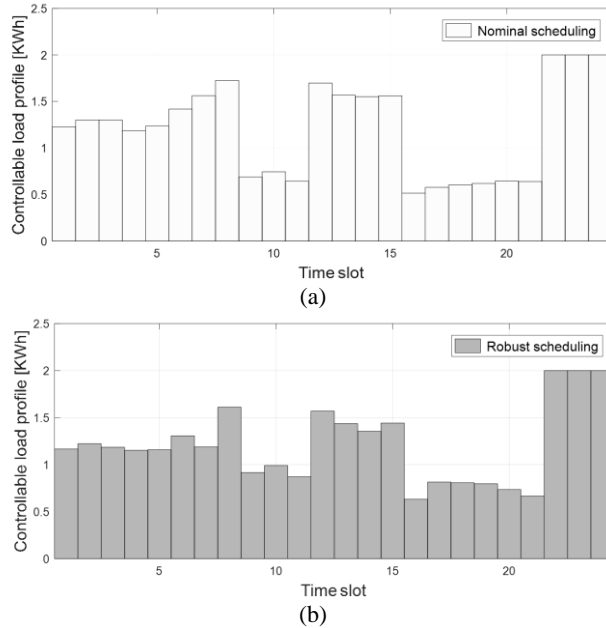 2.5
2
1.5
1
0.5
0
Controllable load profile [KWh]
Nominal scheduling
5
10
15
20
Time slot
(a)
2.5
2
1.5
1
0.5
0
Controllable load profile [KWh]
Robust scheduling
5
10
15
20
Time slot
(b)